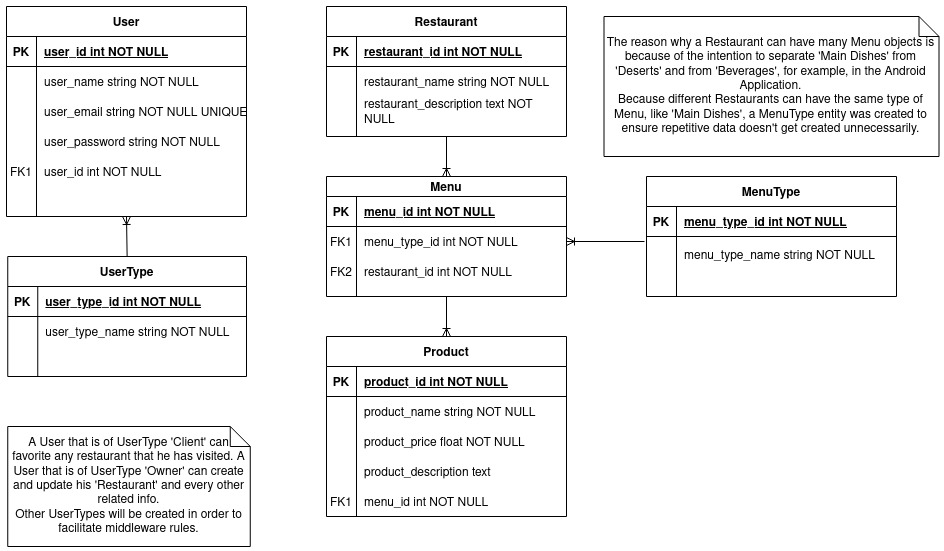 User
PK user_id int NOT NULL
user_name string NOT NULL
user_email string NOT NULL UNIQUE
user_password string NOT NULL
FK1 user_id int NOT NULL
UserType
PK user_type_id int NOT NULL
user_type_name string NOT NULL
A User that is of UserType 'Client' can
favorite any restaurant that he has visited. A
User that is of UserType 'Owner' can create
and update his 'Restaurant' and every other
related info.
Other UserTypes will be created in order to
facilitate middleware rules.
Restaurant
PK restaurant_id int NOT NULL
restaurant_name string NOT NULL
restaurant_description text NOT
NULL
Menu
PK menu_id int NOT NULL
FK1 menu_type_id int NOT NULL
FK2 restaurant_id int NOT NULL
Product
PK product_id int NOT NULL
product_name string NOT NULL
product_price float NOT NULL
product_description text
FK1 menu_id int NOT NULL
The reason why a Restaurant can have many Menu objects is
because of the intention to separate 'Main Dishes' from
'Deserts' and from 'Beverages', for example, in the Android
Application.
Because different Restaurants can have the same type of
Menu, like 'Main Dishes', a MenuType entity was created to
ensure repetitive data doesn't get created unnecessarily.
MenuType
PK menu_type_id int NOT NULL
menu_type_name string NOT NULL